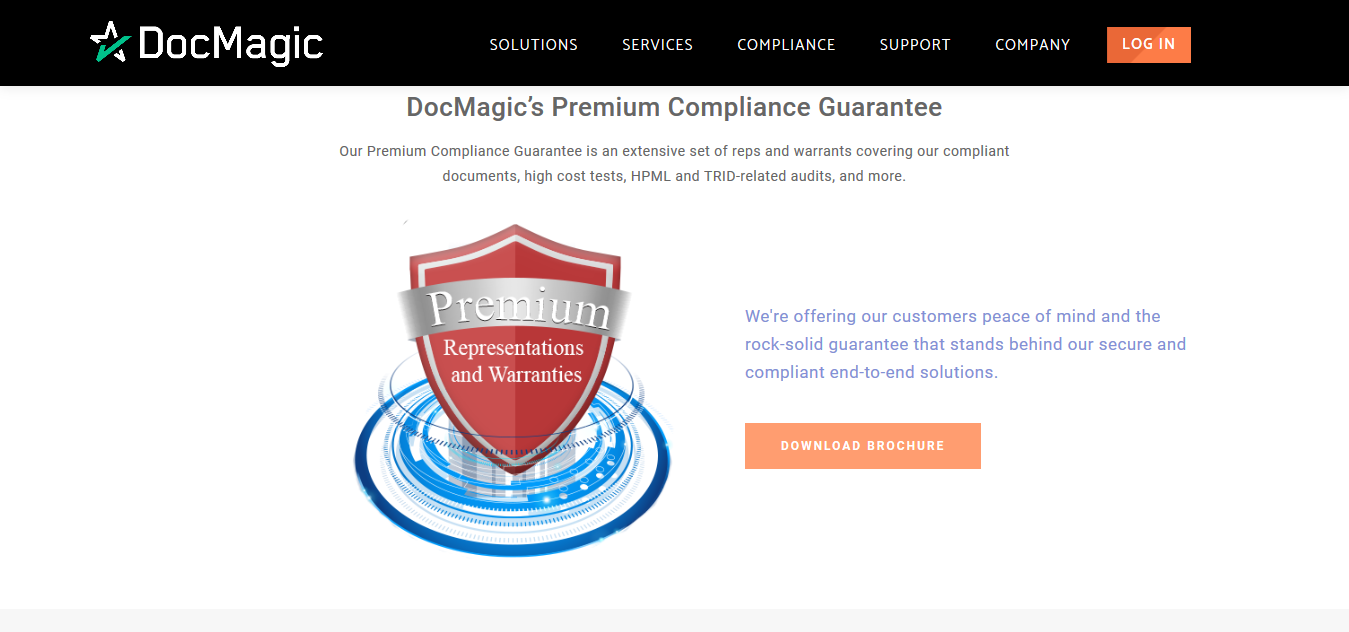 DocMagic
SOLUTIONS
SERVICES
COMPLIANCE
SUPPORT
COMPANY
LOG IN
DocMagic’s Premium Compliance Guarantee
Our Premium Compliance Guarantee is an extensive set of reps and warrants covering our compliant
documents, high cost tests, HPML and TRID-related audits, and more.
Premium
Representations
and Warranties
We're offering our customers peace of mind and the
rock-solid guarantee that stands behind our secure and
compliant end-to-end solutions.
DOWNLOAD BROCHURE